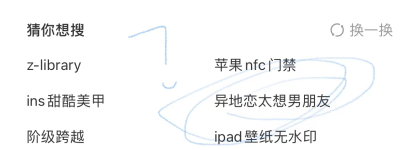 猜你想搜 换一换
z-library 苹果nfc门禁
ins甜酷美甲 异地恋太想男朋友
阶级跨越 ipad壁纸无水印